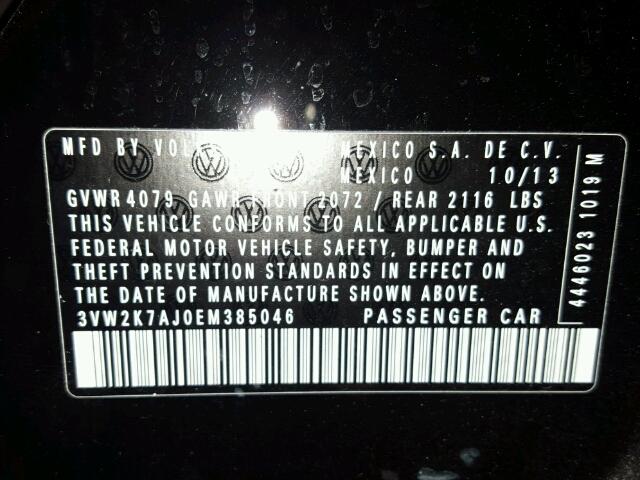 MFD BY MEXICO S.A. DE C.V.
MEXICO 10/13
GVWR 4079 GAWR 2072 / REAR 2116 LBS
THIS VEHICLE CONFORMS TO ALL APPLICABLE U.S.
FEDERAL MOTOR VEHICLE SAFETY, BUMPER AND
THEFT PREVENTION STANDARDS IN EFFECT ON
THE DATE OF MANUFACTURE SHOWN ABOVE.
3VW2K7AJ0EM385046 PASSENGER CAR
4446023 1019 M